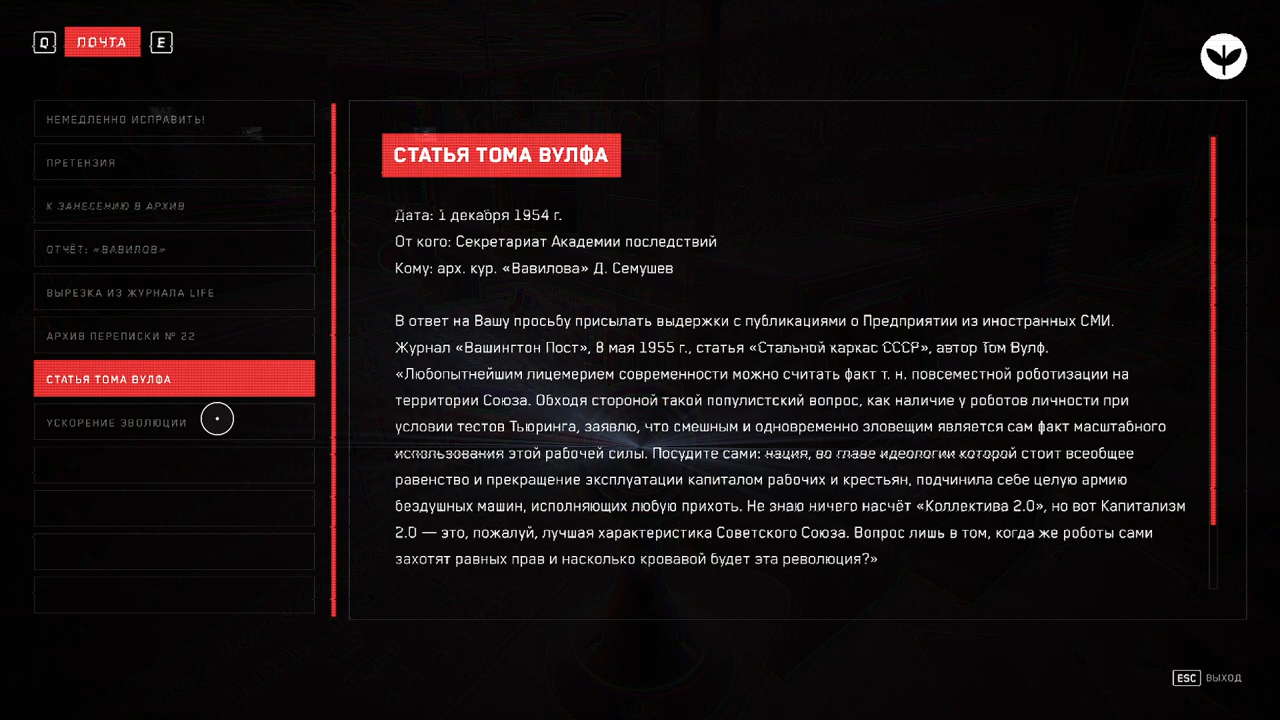 Q ПОЧТА E
НЕМЕДЛЕННО ИСПРАВИТЬ!
ПРЕТЕНЗИЯ
К ЗАНЕСЕНИЮ В АРХИВ
ОТЧЁТ: «ВАВИЛОВ»
ВЫРЕЗКА ИЗ ЖУРНАЛА LIFE
АРХИВ ПЕРЕПИСКИ № 22
СТАТЬЯ ТОМА ВУЛФА
УСКОРЕНИЕ ЭВОЛЮЦИИ
СТАТЬЯ ТОМА ВУЛФА
Дата: 1 декабря 1954 г.
От кого: Секретариат Академии последствий
Кому: арх. кур. «Вавилова» Д. Семушев
В ответ на Вашу просьбу присылать выдержки с публикациями о Предприятии из иностранных СМИ.
Журнал «Вашингтон Пост», 8 мая 1955 г., статья «Стальной каркас СССР», автор Том Вулф.
«Любопытнейшим лицемерием современности можно считать факт т. н. повсеместной роботизации на
территории Союза. Обходя стороной такой популистский вопрос, как наличие у роботов личности при
условии тестов Тьюринга, заявлю, что смешным и одновременно зловещим является сам факт масштабного
использования этой рабочей силы. Посудите сами: нация, во главе идеологии которой стоит всеобщее
равенство и прекращение эксплуатации капиталом рабочих и крестьян, подчинила себе целую армию
бездушных машин, исполняющих любую прихоть. Не знаю ничего насчёт «Коллектива 2.0», но вот Капитализм
2.0 — это, пожалуй, лучшая характеристика Советского Союза. Вопрос лишь в том, когда же роботы сами
захотят равных прав и насколько кровавой будет эта революция?»
ESC ВЫХОД